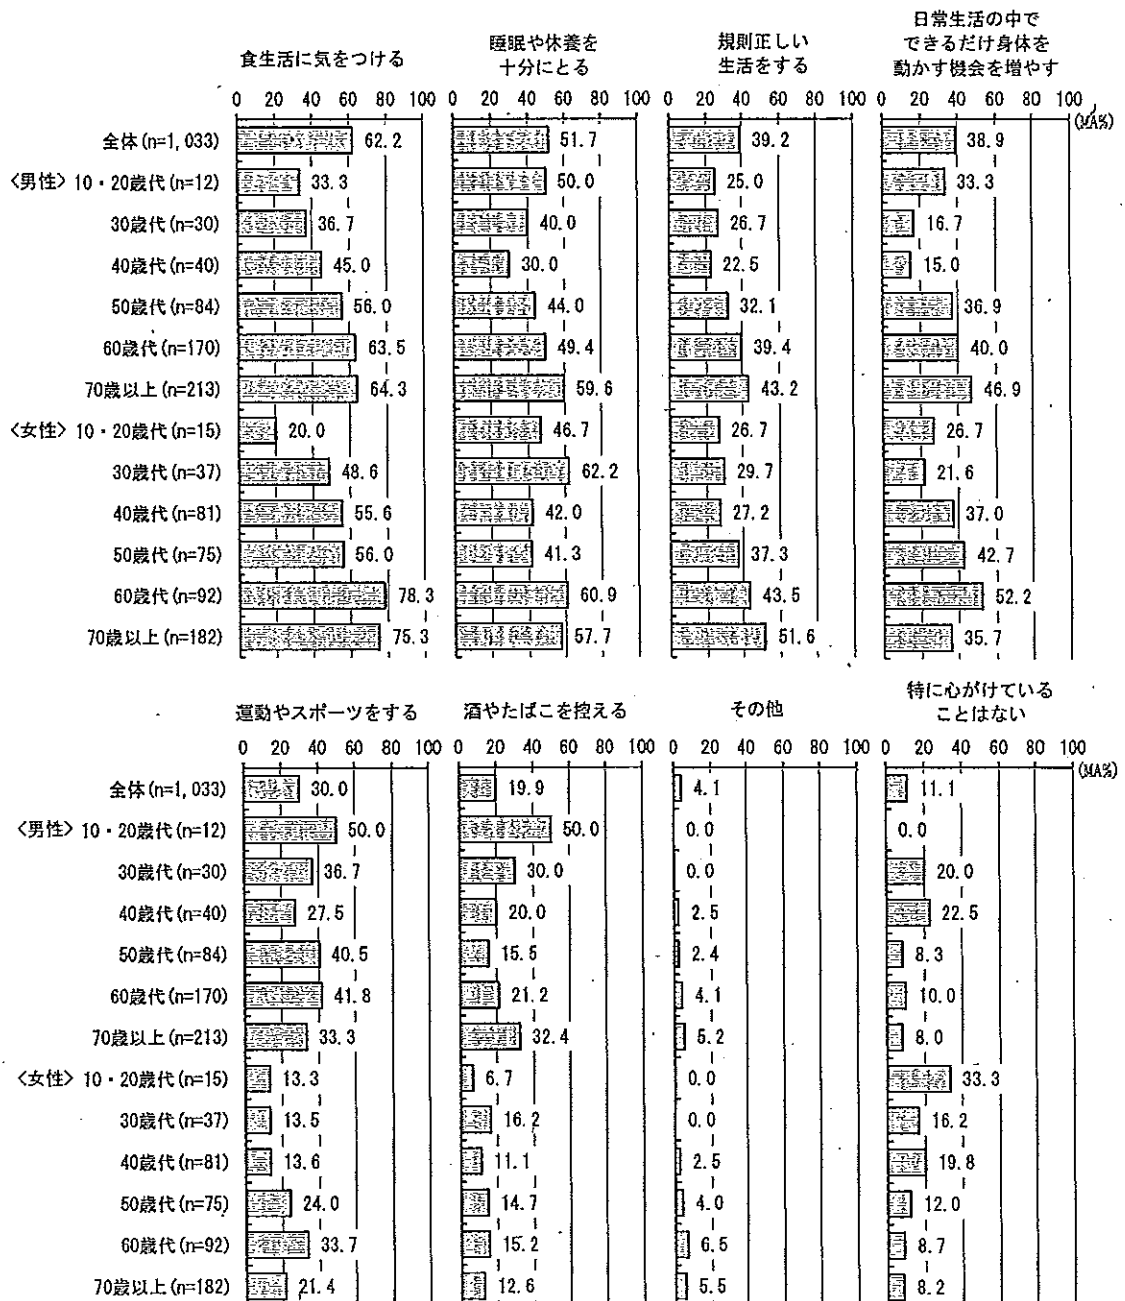 食生活に気をつける
睡眠や休養を
十分にとる
規則正しい
生活をする
日常生活の中で
できるだけ身体を
動かす機会を増やす
0 20 40 60 80 100 0 20 40 60 80 100 0 20 40 60 80 100 0 20 40 60 80 100
(MA%)
全体(n=1,033) 62.2 51.7 39.2 38.9
〈男性〉10・20歳代(n=12) 33.3 50.0 25.0 33.3
30歳代(n=30) 36.7 40.0 26.7 16.7
40歳代(n=40) 45.0 30.0 22.5 15.0
50歳代(n=84) 56.0 44.0 32.1 36.9
60歳代(n=170) 63.5 49.4 39.4 40.0
70歳以上(n=213) 64.3 59.6 43.2 46.9
〈女性〉10・20歳代(n=15) 20.0 46.7 26.7 26.7
30歳代(n=37) 48.6 62.2 29.7 21.6
40歳代(n=81) 55.6 42.0 27.2 37.0
50歳代(n=75) 56.0 41.3 37.3 42.7
60歳代(n=92) 78.3 60.9 43.5 52.2
70歳以上(n=182) 75.3 57.7 51.6 35.7
運動やスポーツをする
酒やたばこを控える
その他
特に心がけている
ことはない
0 20 40 60 80 100 0 20 40 60 80 100 0 20 40 60 80 100 0 20 40 60 80 100
(MA%)
全体(n=1,033) 30.0 19.9 4.1 11.1
〈男性〉10・20歳代(n=12) 50.0 50.0 0.0 0.0
30歳代(n=30) 36.7 30.0 0.0 20.0
40歳代(n=40) 27.5 20.0 2.5 22.5
50歳代(n=84) 40.5 15.5 2.4 8.3
60歳代(n=170) 41.8 21.2 4.1 10.0
70歳以上(n=213) 33.3 32.4 5.2 8.0
〈女性〉10・20歳代(n=15) 13.3 6.7 0.0 33.3
30歳代(n=37) 13.5 16.2 0.0 16.2
40歳代(n=81) 13.6 11.1 2.5 19.8
50歳代(n=75) 24.0 14.7 4.0 12.0
60歳代(n=92) 33.7 15.2 6.5 8.7
70歳以上(n=182) 21.4 12.6 5.5 8.2